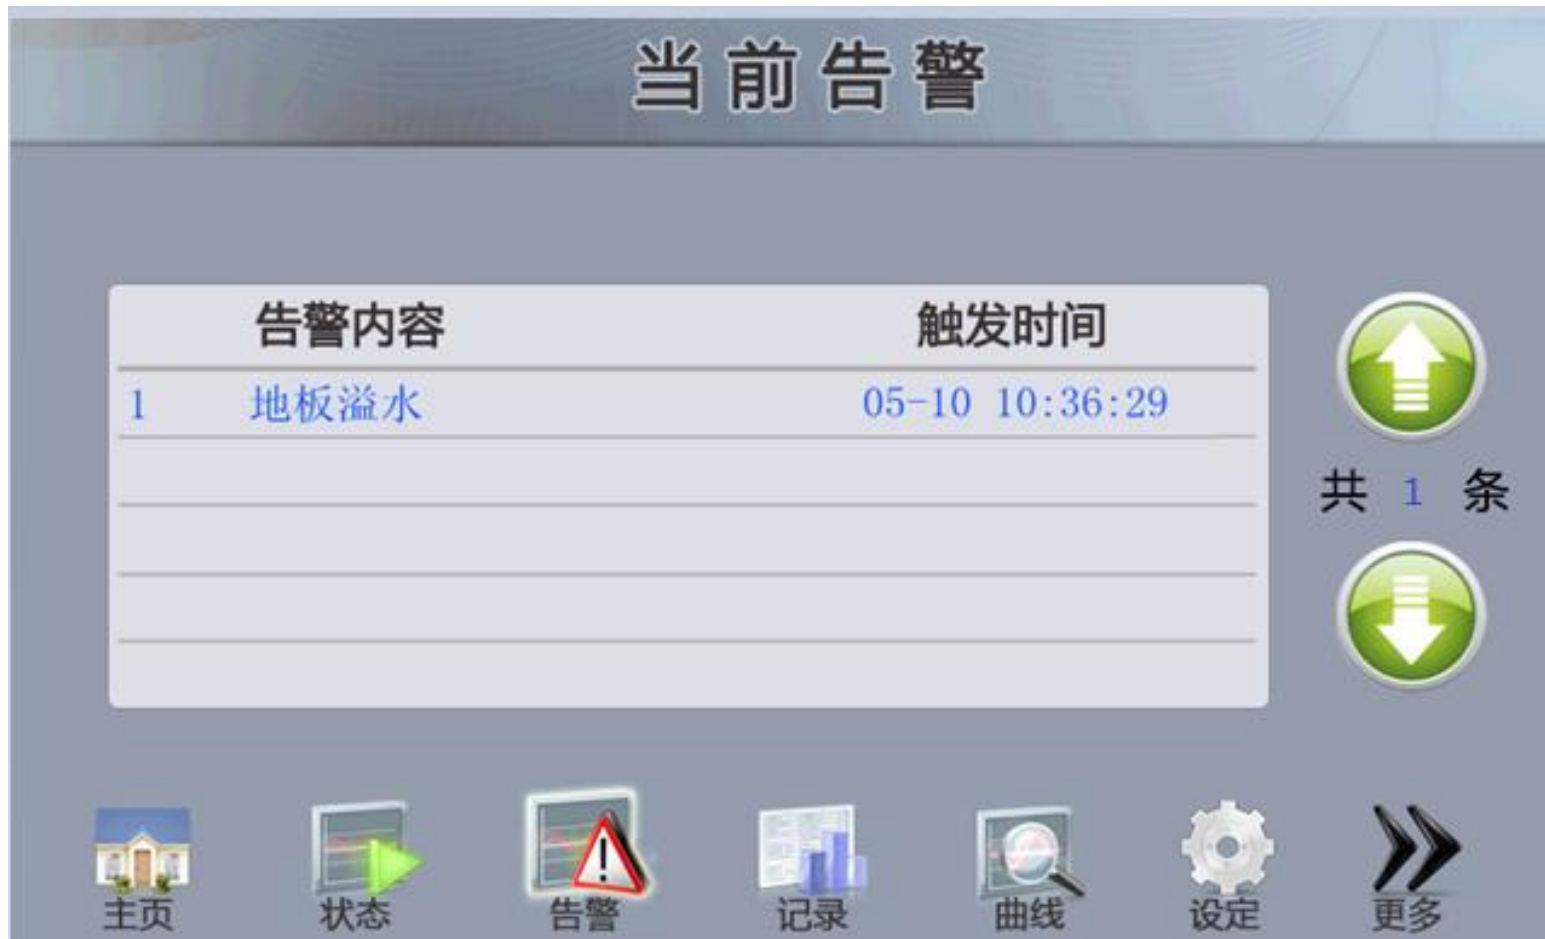 当前告警
告警内容 触发时间
1 地板溢水 05-10 10:36:29
共 1 条
主页 状态 告警 记录 曲线 设定 更多